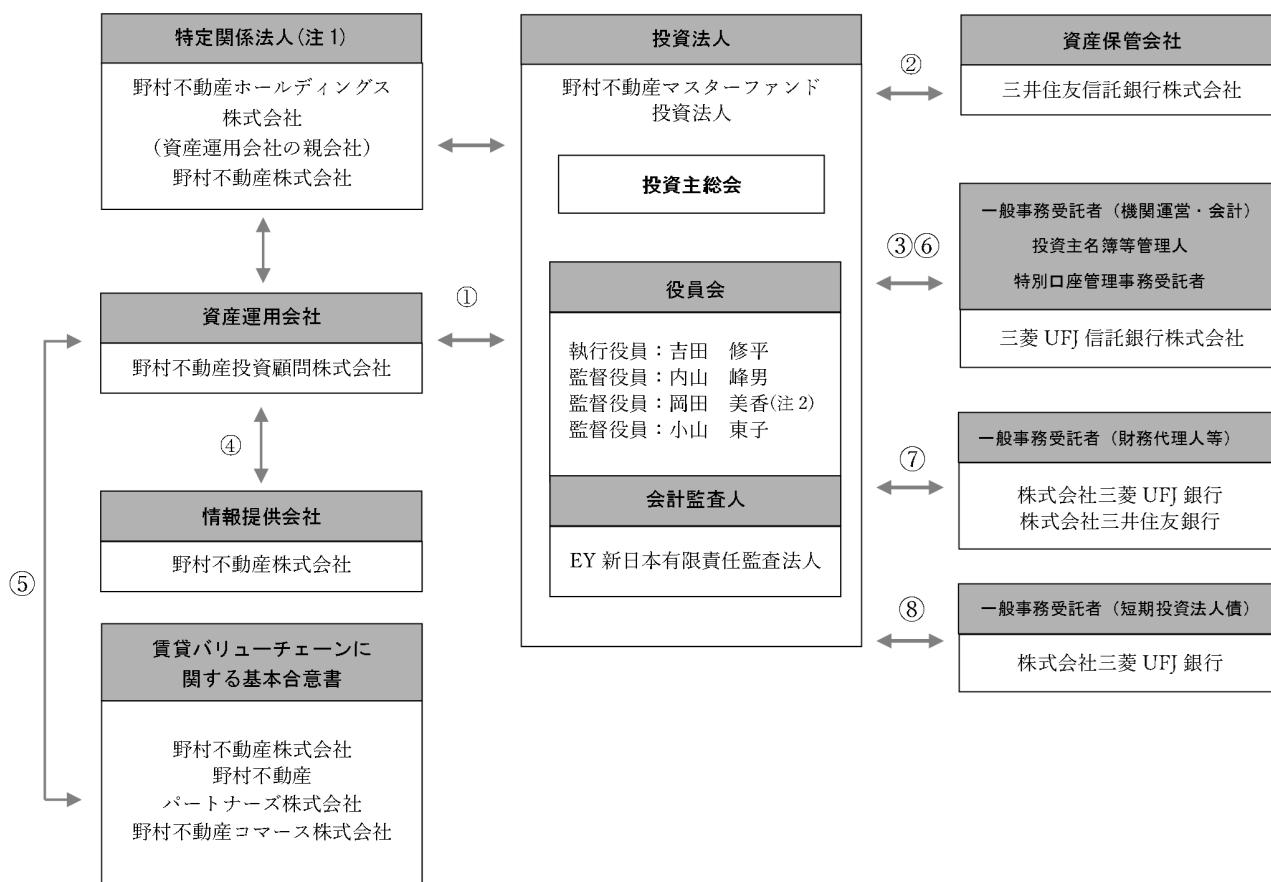 特定関係法人(注1)
野村不動産ホールディングス
株式会社
(資産運用会社の親会社)
野村不動産株式会社
資産運用会社
野村不動産投資顧問株式会社
④
情報提供会社
野村不動産株式会社
⑤
賃貸バリューチェーンに
関する基本合意書
野村不動産株式会社
野村不動産
パートナーズ株式会社
野村不動産コマース株式会社
①
投資法人
野村不動産マスターファンド
投資法人
投資主総会
役員会
執行役員：吉田 修平
監督役員：内山 峰男
監督役員：岡田 美香(注2)
監督役員：小山 東子
会計監査人
EY 新日本有限責任監査法人
②
資産保管会社
三井住友信託銀行株式会社
③⑥
一般事務受託者（機関運営・会計）
投資主名簿等管理人
特別口座管理事務受託者
三菱 UFJ 信託銀行株式会社
⑦
一般事務受託者（財務代理人等）
株式会社三菱 UFJ 銀行
株式会社三井住友銀行
⑧
一般事務受託者（短期投資法人債）
株式会社三菱 UFJ 銀行